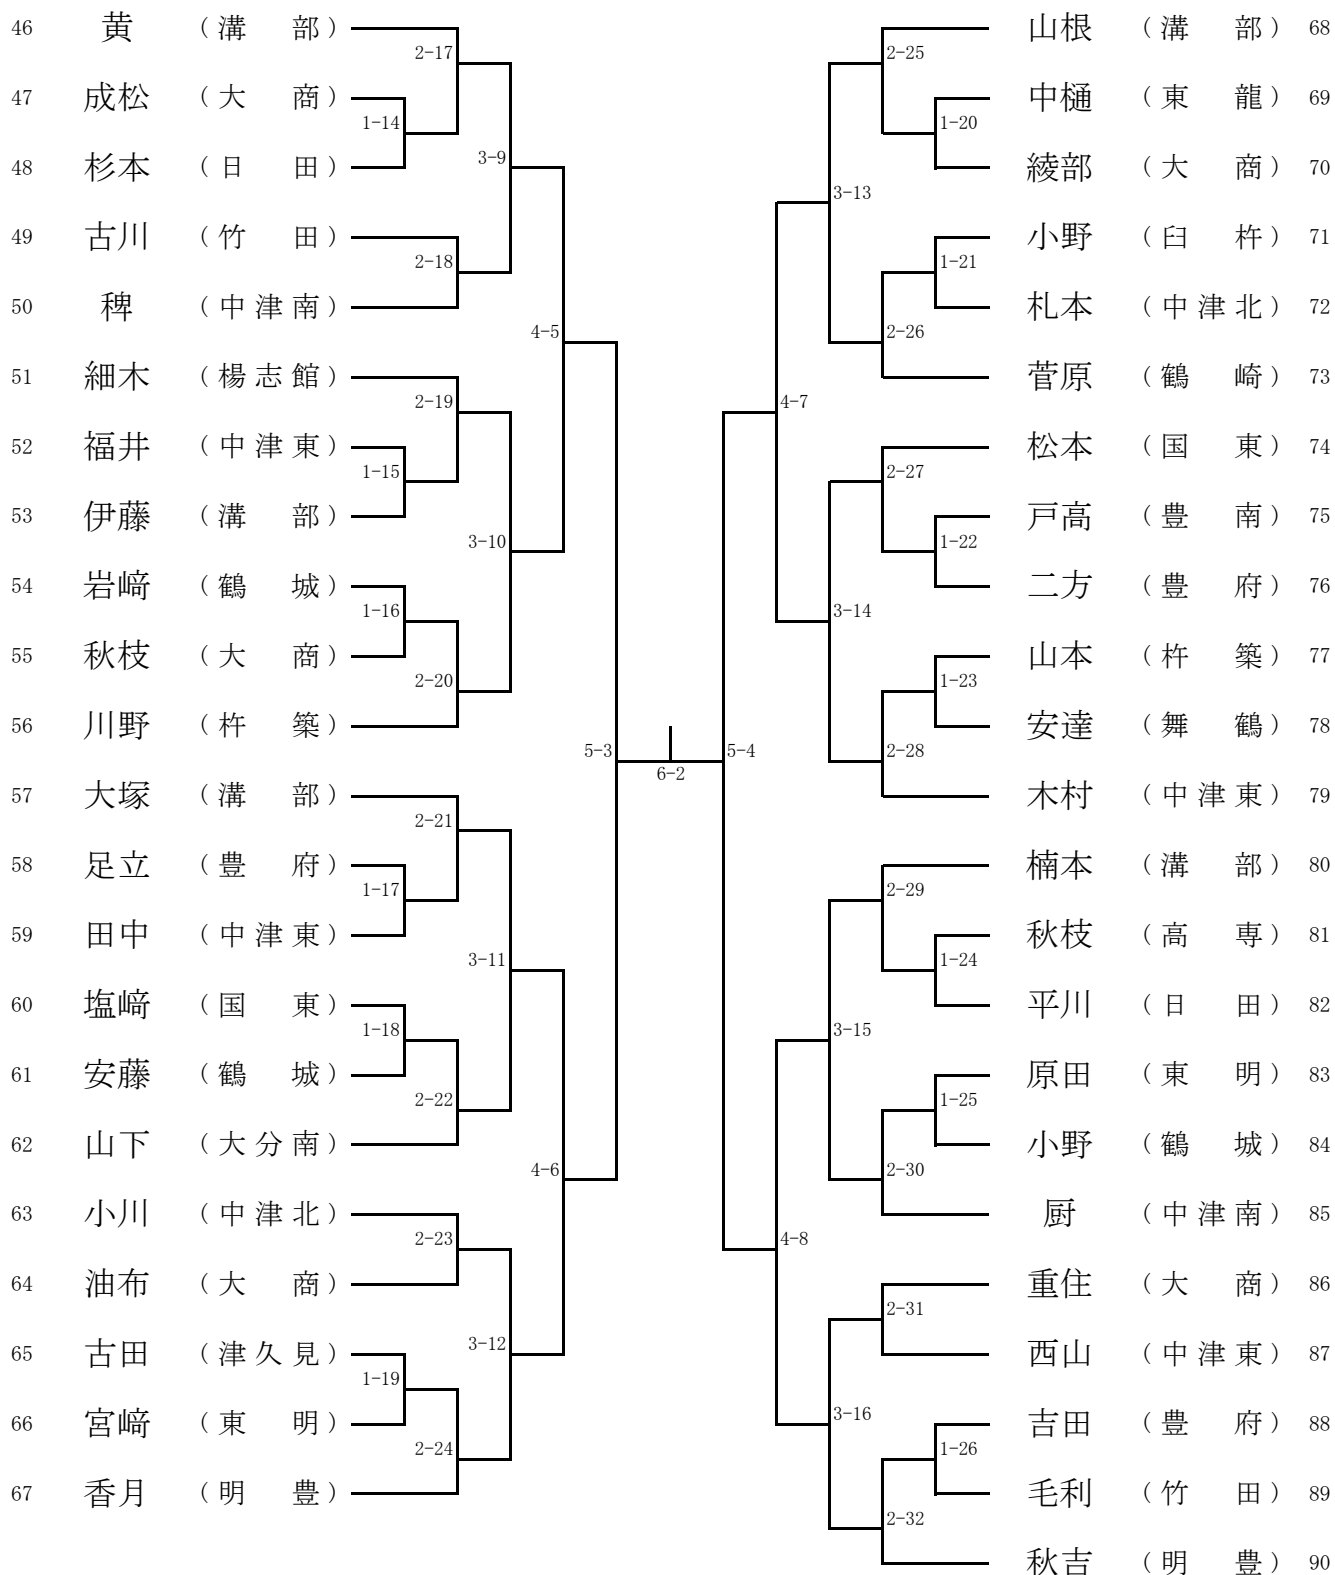 46 黄 (溝部)
2-17
47 成松 (大商)
1-14
48 杉本 (日田)
3-9
49 古川 (竹田)
2-18
50 稗 (中津南)
4-5
51 細木 (楊志館)
2-19
52 福井 (中津東)
1-15
53 伊藤 (溝部)
3-10
54 岩﨑 (鶴城)
1-16
55 秋枝 (大商)
2-20
56 川野 (杵築)
5-3
57 大塚 (溝部)
2-21
58 足立 (豊府)
1-17
59 田中 (中津東)
3-11
60 塩﨑 (国東)
1-18
61 安藤 (鶴城)
2-22
62 山下 (大分南)
4-6
63 小川 (中津北)
2-23
64 油布 (大商)
3-12
65 古田 (津久見)
1-19
66 宮﨑 (東明)
2-24
67 香月 (明豊)
6-2
山根 (溝部) 68
2-25
中樋 (東龍) 69
1-20
綾部 (大商) 70
3-13
小野 (臼杵) 71
1-21
札本 (中津北) 72
2-26
菅原 (鶴崎) 73
4-7
松本 (国東) 74
2-27
戸高 (豊南) 75
1-22
二方 (豊府) 76
3-14
山本 (杵築) 77
1-23
安達 (舞鶴) 78
2-28
5-4
木村 (中津東) 79
楠本 (溝部) 80
2-29
秋枝 (高専) 81
1-24
平川 (日田) 82
3-15
原田 (東明) 83
1-25
小野 (鶴城) 84
2-30
厨 (中津南) 85
4-8
重住 (大商) 86
2-31
西山 (中津東) 87
3-16
吉田 (豊府) 88
1-26
毛利 (竹田) 89
2-32
秋吉 (明豊) 90